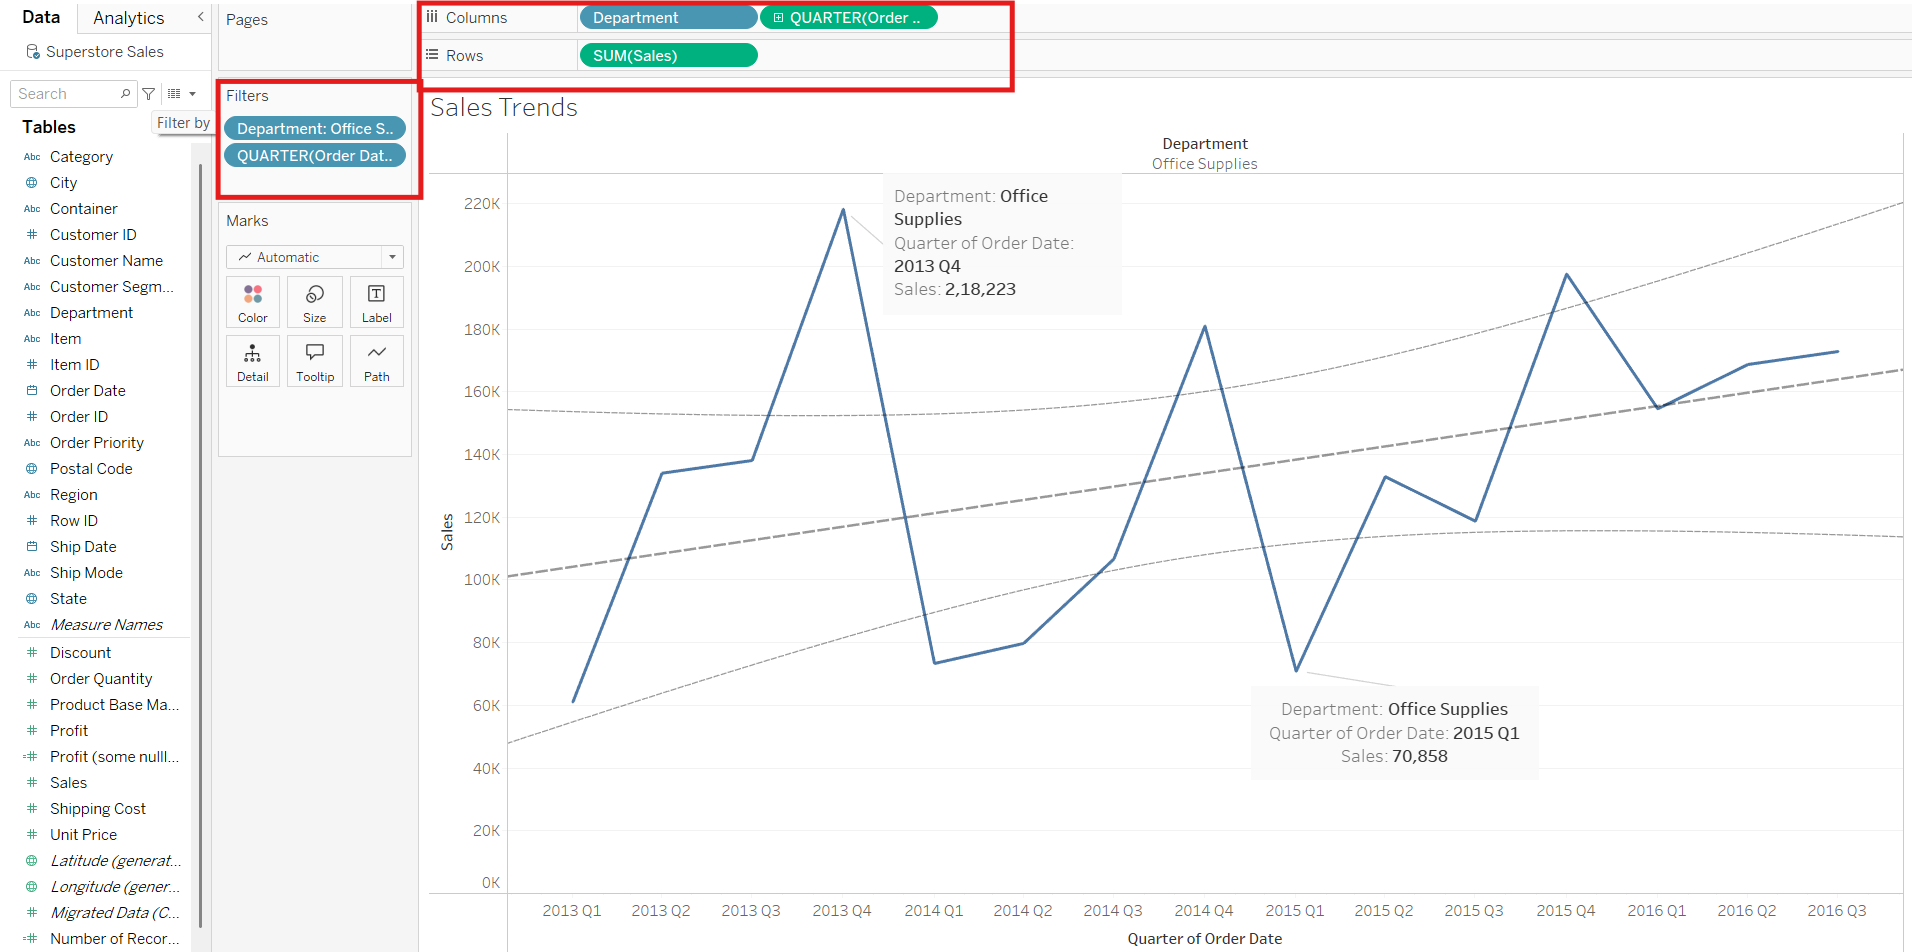 Data
Analytics
Superstore Sales
Search
Filter by
Tables
Abc Category
City
Abc Container
Customer ID
Abc Customer Name
Abc Customer Segm...
Abc Department
Abc Item
Item ID
Order Date
Order ID
Abc Order Priority
Postal Code
Abc Region
Row ID
Ship Date
Abc Ship Mode
State
Abc Measure Names
Discount
Order Quantity
Product Base Ma...
Profit
Profit (some nulll...
Sales
Shipping Cost
Unit Price
Latitude (generat...
Longitude (gener...
Migrated Data (C...
Number of Recor...
Pages
Filters
Department: Office S..
QUARTER(Order Dat..
Marks
Automatic
Color Size Label
Detail Tooltip Path
Columns Department QUARTER(Order ..
Rows SUM(Sales)
Sales Trends
Department
Office Supplies
220K
200K
180K
160K
140K
120K
100K
80K
60K
40K
20K
0K
Sales
Department: Office
Supplies
Quarter of Order Date:
2013 Q4
Sales: 2,18,223
Department: Office Supplies
Quarter of Order Date: 2015 Q1
Sales: 70,858
2013 Q1 2013 Q2 2013 Q3 2013 Q4 2014 Q1 2014 Q2 2014 Q3 2014 Q4 2015 Q1 2015 Q2 2015 Q3 2015 Q4 2016 Q1 2016 Q2 2016 Q3
Quarter of Order Date